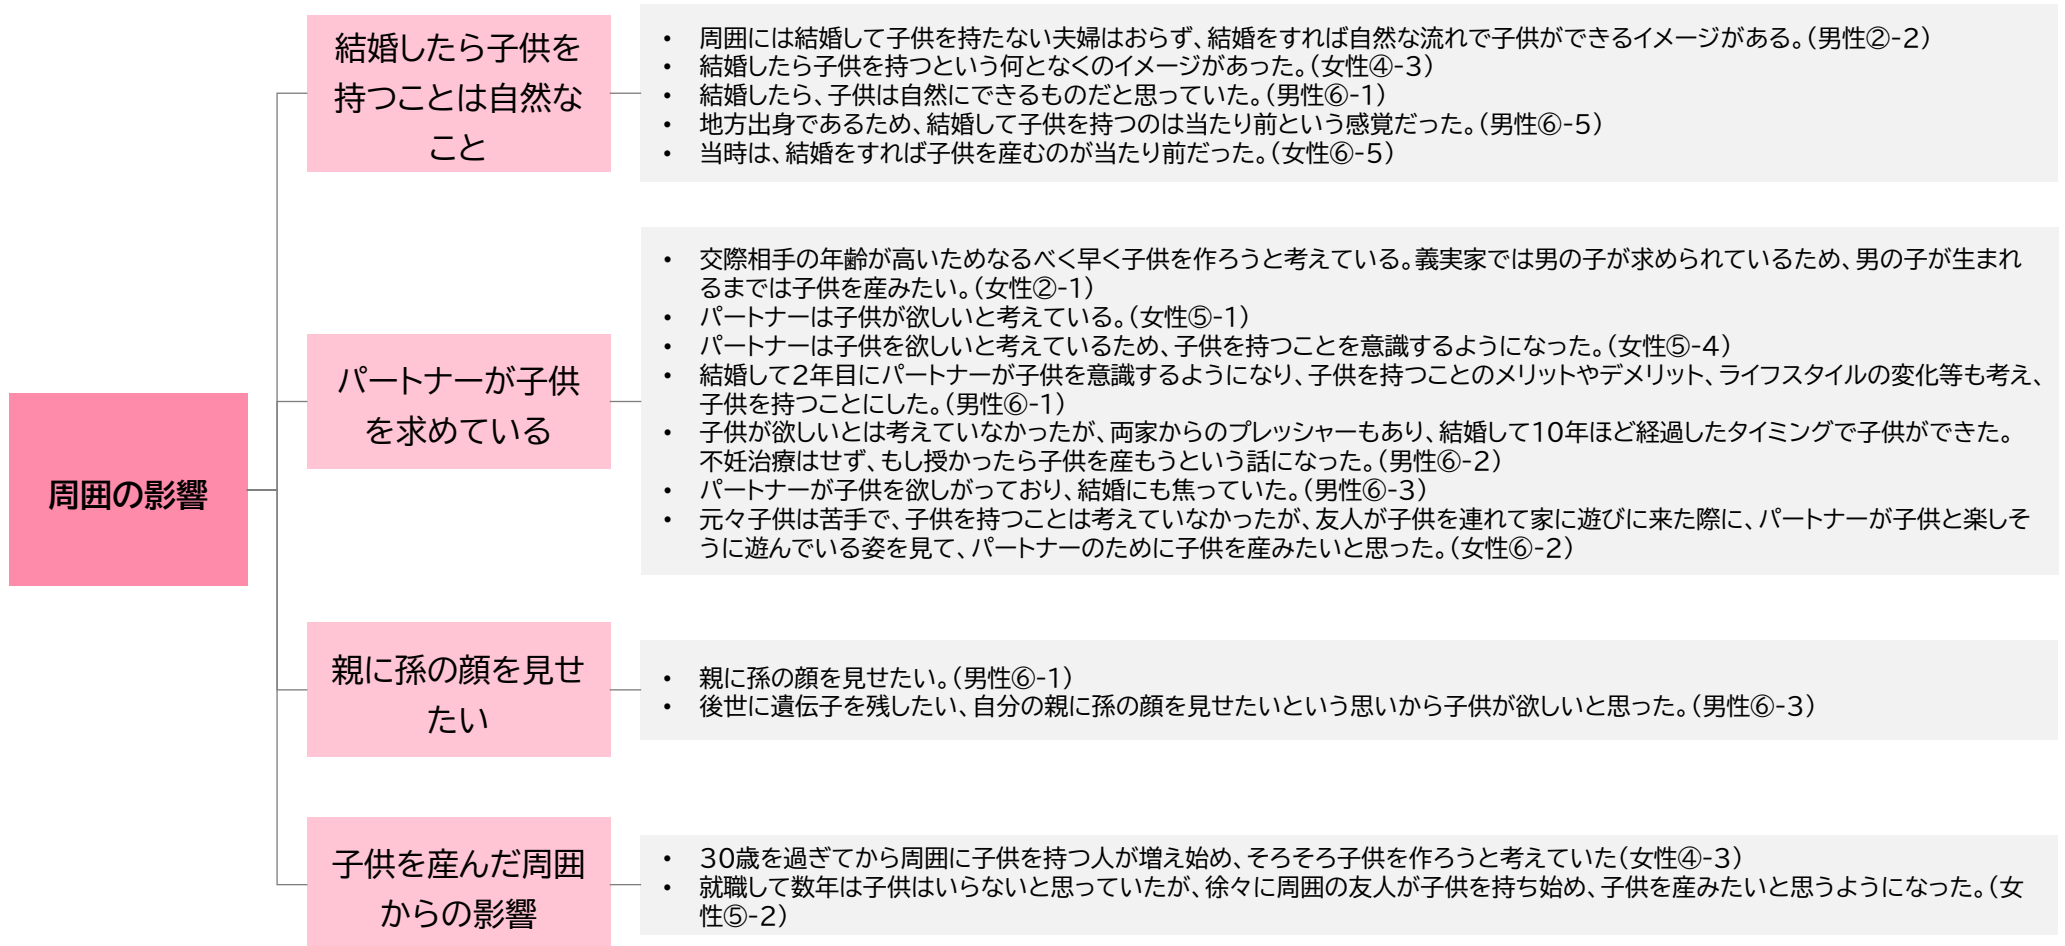 周囲の影響
結婚したら子供を
持つことは自然な
こと
• 周囲には結婚して子供を持たない夫婦はおらず、結婚をすれば自然な流れで子供ができるイメージがある。(男性②-2)
• 結婚したら子供を持つという何となくのイメージがあった。(女性④-3)
• 結婚したら、子供は自然にできるものだと思っていた。(男性⑥-1)
• 地方出身であるため、結婚して子供を持つのは当たり前という感覚だった。(男性⑥-5)
• 当時は、結婚をすれば子供を産むのが当たり前だった。(女性⑥-5)
パートナーが子供
を求めている
• 交際相手の年齢が高いためなるべく早く子供を作ろうと考えている。義実家では男の子が求められているため、男の子が生まれ
るまでは子供を産みたい。(女性②-1)
• パートナーは子供が欲しいと考えている。(女性⑤-1)
• パートナーは子供を欲しいと考えているため、子供を持つことを意識するようになった。(女性⑤-4)
• 結婚して2年目にパートナーが子供を意識するようになり、子供を持つことのメリットやデメリット、ライフスタイルの変化等も考え、
子供を持つことにした。(男性⑥-1)
• 子供が欲しいとは考えていなかったが、両家からのプレッシャーもあり、結婚して10年ほど経過したタイミングで子供ができた。
不妊治療はせず、もし授かったら子供を産もうという話になった。(男性⑥-2)
• パートナーが子供を欲しがっており、結婚にも焦っていた。(男性⑥-3)
• 元々子供は苦手で、子供を持つことは考えていなかったが、友人が子供を連れて家に遊びに来た際に、パートナーが子供と楽しそ
うに遊んでいる姿を見て、パートナーのために子供を産みたいと思った。(女性⑥-2)
親に孫の顔を見せ
たい
• 親に孫の顔を見せたい。(男性⑥-1)
• 後世に遺伝子を残したい、自分の親に孫の顔を見せたいという思いから子供が欲しいと思った。(男性⑥-3)
子供を産んだ周囲
からの影響
• 30歳を過ぎてから周囲に子供を持つ人が増え始め、そろそろ子供を作ろうと考えていた(女性④-3)
• 就職して数年は子供はいらないと思っていたが、徐々に周囲の友人が子供を持ち始め、子供を産みたいと思うようになった。(女
性⑤-2)